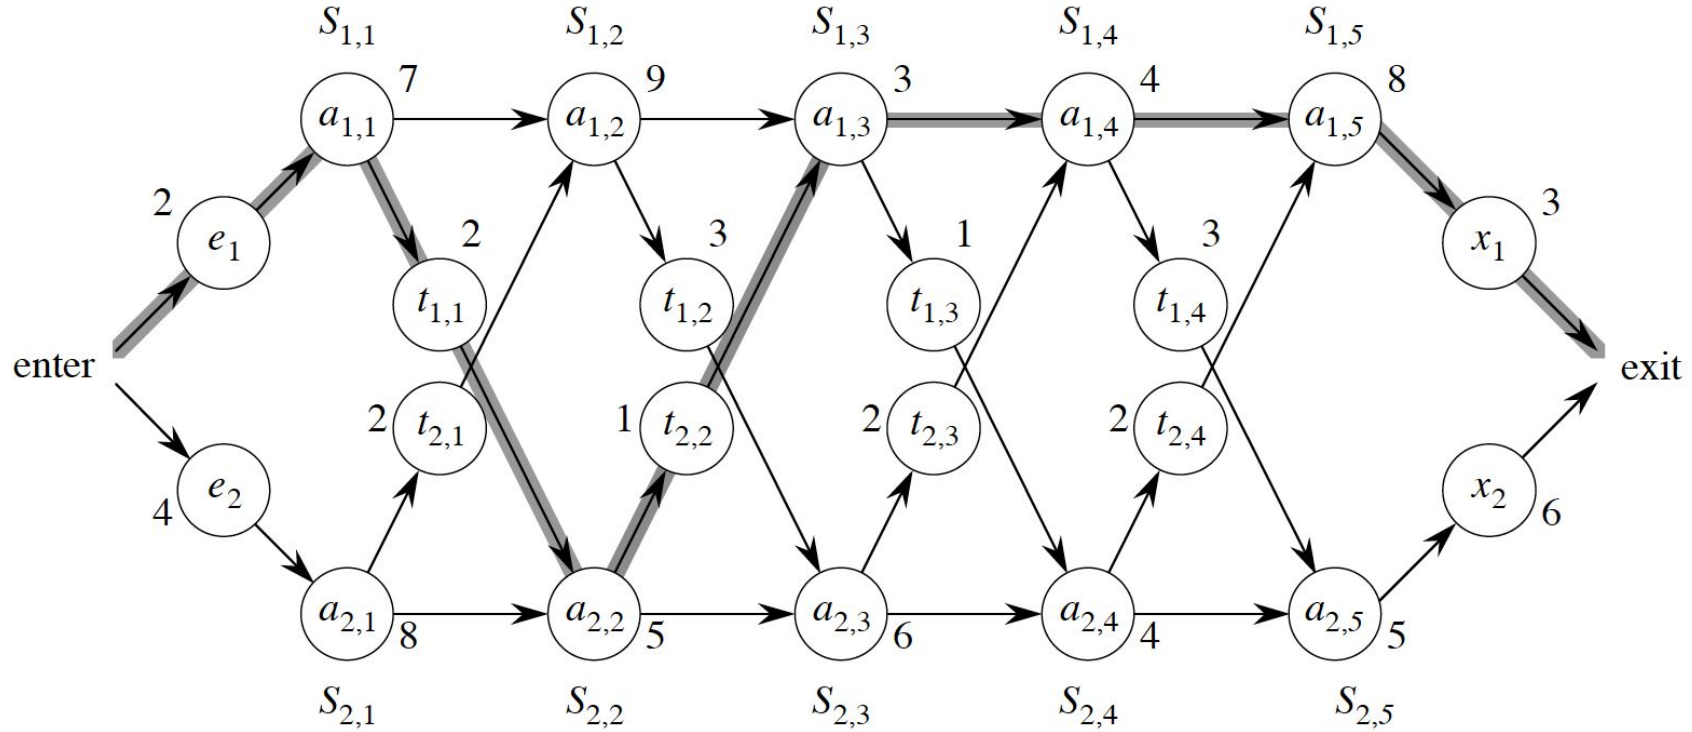 S1,1 S1,2 S1,3 S1,4 S1,5
7 9 3 4 8
a1,1 a1,2 a1,3 a1,4 a1,5
2 2 3 1 3 3
e1 x1
t1,1 t1,2 t1,3 t1,4
enter exit
2 1 2 2
t2,1 t2,2 t2,3 t2,4
e2 x2
4 6
a2,1 a2,2 a2,3 a2,4 a2,5
8 5 6 4 5
S2,1 S2,2 S2,3 S2,4 S2,5